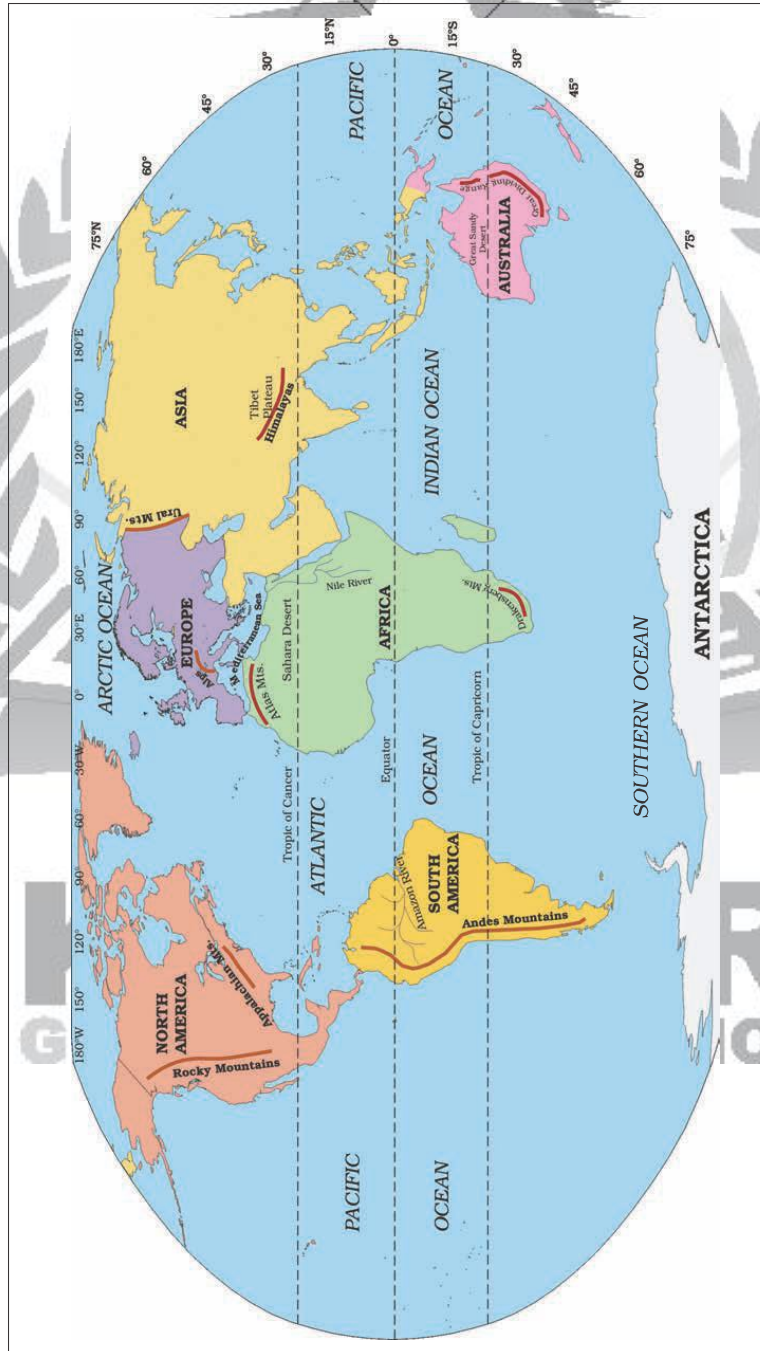 180°W 150° 120° 90° 60° 30°W 0° 30°E 60° 90° 120° 150° 180°E
75°N
60°
45°
30°
15°N
0°
15°S
30°
45°
60°
75°
ARCTIC OCEAN
NORTH
AMERICA
Rocky Mountains
Appalachian Mts.
EUROPE
Alps
Ural Mts.
Mediterranean Sea
ASIA
Tibet
Plateau
Himalayas
Atlas Mts.
Sahara Desert
Nile River
AFRICA
Drakensberg Mts.
Tropic of Cancer
Equator
Tropic of Capricorn
PACIFIC
OCEAN
ATLANTIC
OCEAN
INDIAN OCEAN
PACIFIC
OCEAN
Amazon River
SOUTH
AMERICA
Andes Mountains
Great Sandy
Desert
AUSTRALIA
Great Dividing Range
SOUTHERN OCEAN
ANTARCTICA